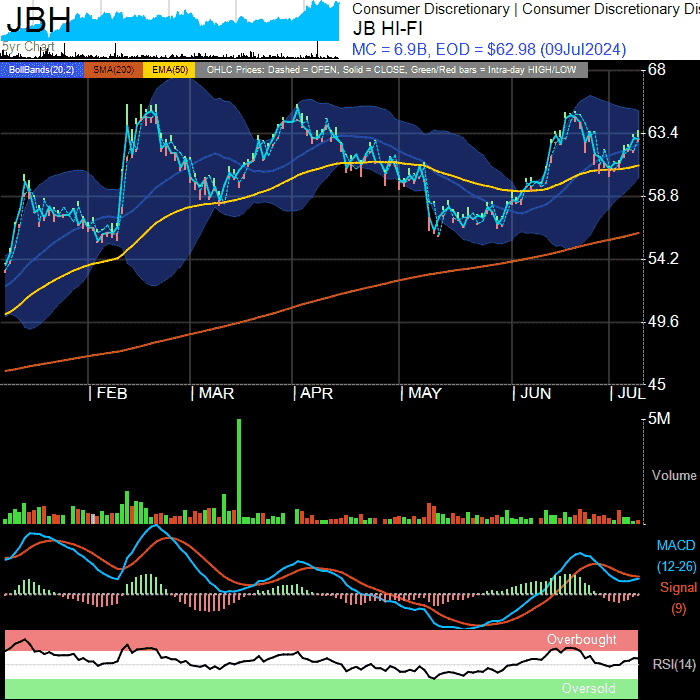 JBH
5yr Chart
Consumer Discretionary | Consumer Discretionary Dis
JB HI-FI
MC = 6.9B, EOD = $62.98 (09Jul2024)
BollBands(20,2) SMA(200) EMA(50) OHLC Prices: Dashed = OPEN, Solid = CLOSE, Green/Red bars = Intra-day HIGH/LOW
68
63.4
58.8
54.2
49.6
45
| FEB | MAR | APR | MAY | JUN | JUL
5M
Volume
MACD
(12-26)
Signal
(9)
Overbought
RSI(14)
Oversold